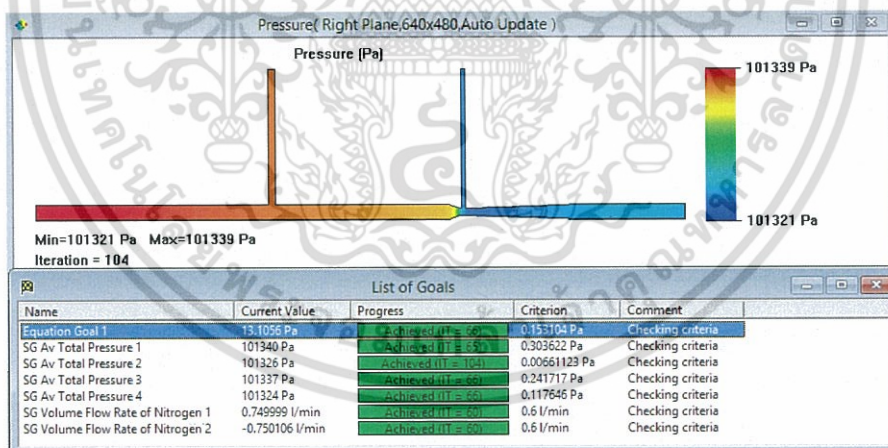 Pressure( Right Plane,640x480,Auto Update )
Pressure [Pa]
101339 Pa
101321 Pa
Min=101321 Pa Max=101339 Pa
Iteration = 104
List of Goals
Name Current Value Progress Criterion Comment
Equation Goal 1 13.1056 Pa Achieved (IT = 66) 0.153104 Pa Checking criteria
SG Av Total Pressure 1 101340 Pa Achieved (IT = 65) 0.303622 Pa Checking criteria
SG Av Total Pressure 2 101326 Pa Achieved (IT = 104) 0.00661123 Pa Checking criteria
SG Av Total Pressure 3 101337 Pa Achieved (IT = 66) 0.241717 Pa Checking criteria
SG Av Total Pressure 4 101324 Pa Achieved (IT = 66) 0.117646 Pa Checking criteria
SG Volume Flow Rate of Nitrogen 1 0.749999 l/min Achieved (IT = 60) 0.6 l/min Checking criteria
SG Volume Flow Rate of Nitrogen 2 -0.750106 l/min Achieved (IT = 60) 0.6 l/min Checking criteria